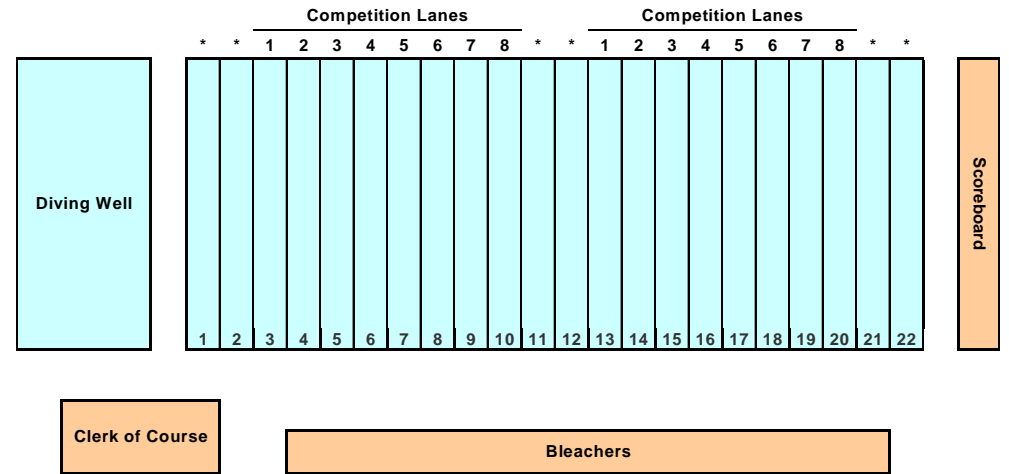 Competition Lanes Competition Lanes
* * 1 2 3 4 5 6 7 8 * * 1 2 3 4 5 6 7 8 * *
Diving Well
Scoreboard
1 2 3 4 5 6 7 8 9 10 11 12 13 14 15 16 17 18 19 20 21 22
Clerk of Course
Bleachers